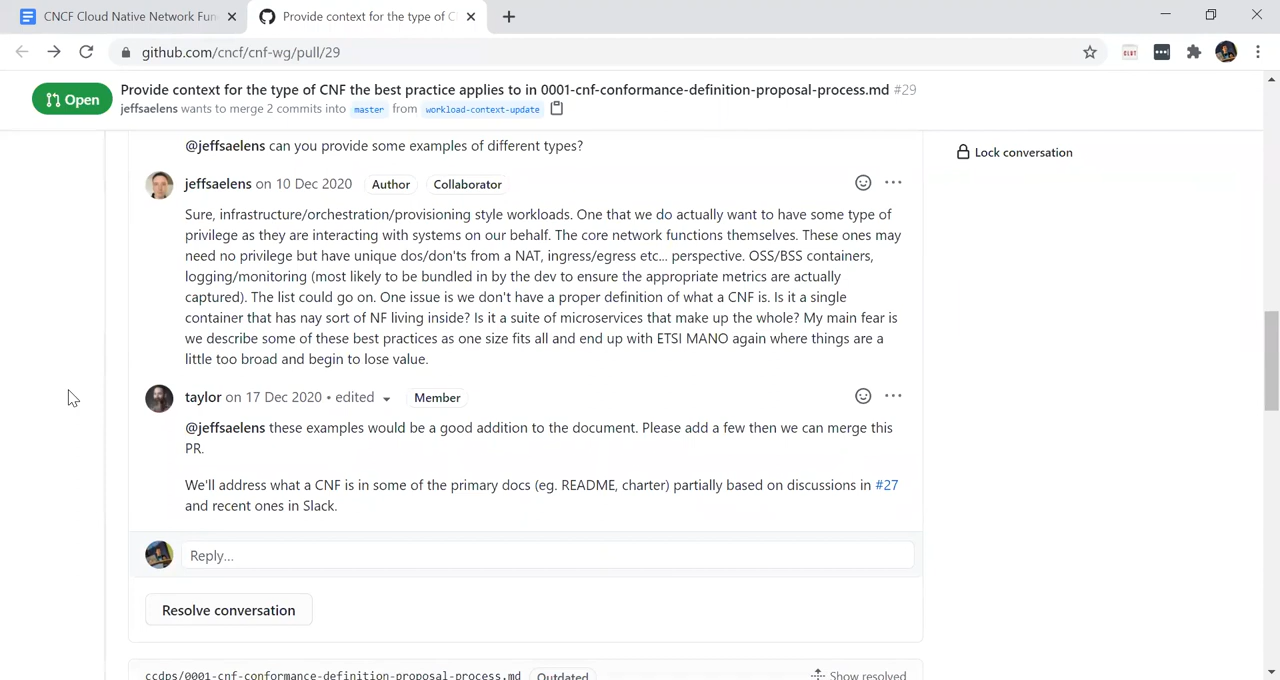 CNCF Cloud Native Network Fun
Provide context for the type of C
github.com/cncf/cnf-wg/pull/29
Open
Provide context for the type of CNF the best practice applies to in 0001-cnf-conformance-definition-proposal-process.md #29
jeffsaelens wants to merge 2 commits into master from workload-context-update
@jeffsaelens can you provide some examples of different types?
Lock conversation
jeffsaelens on 10 Dec 2020 Author Collaborator
Sure, infrastructure/orchestration/provisioning style workloads. One that we do actually want to have some type of
privilege as they are interacting with systems on our behalf. The core network functions themselves. These ones may
need no privilege but have unique dos/don'ts from a NAT, ingress/egress etc... perspective. OSS/BSS containers,
logging/monitoring (most likely to be bundled in by the dev to ensure the appropriate metrics are actually
captured). The list could go on. One issue is we don't have a proper definition of what a CNF is. Is it a single
container that has nay sort of NF living inside? Is it a suite of microservices that make up the whole? My main fear is
we describe some of these best practices as one size fits all and end up with ETSI MANO again where things are a
little too broad and begin to lose value.
taylor on 17 Dec 2020 • edited Member
@jeffsaelens these examples would be a good addition to the document. Please add a few then we can merge this
PR.
We'll address what a CNF is in some of the primary docs (eg. README, charter) partially based on discussions in #27
and recent ones in Slack.
Reply...
Resolve conversation
ccdps/0001-cnf-conformance-definition-proposal-process.md Outdated Show resolved